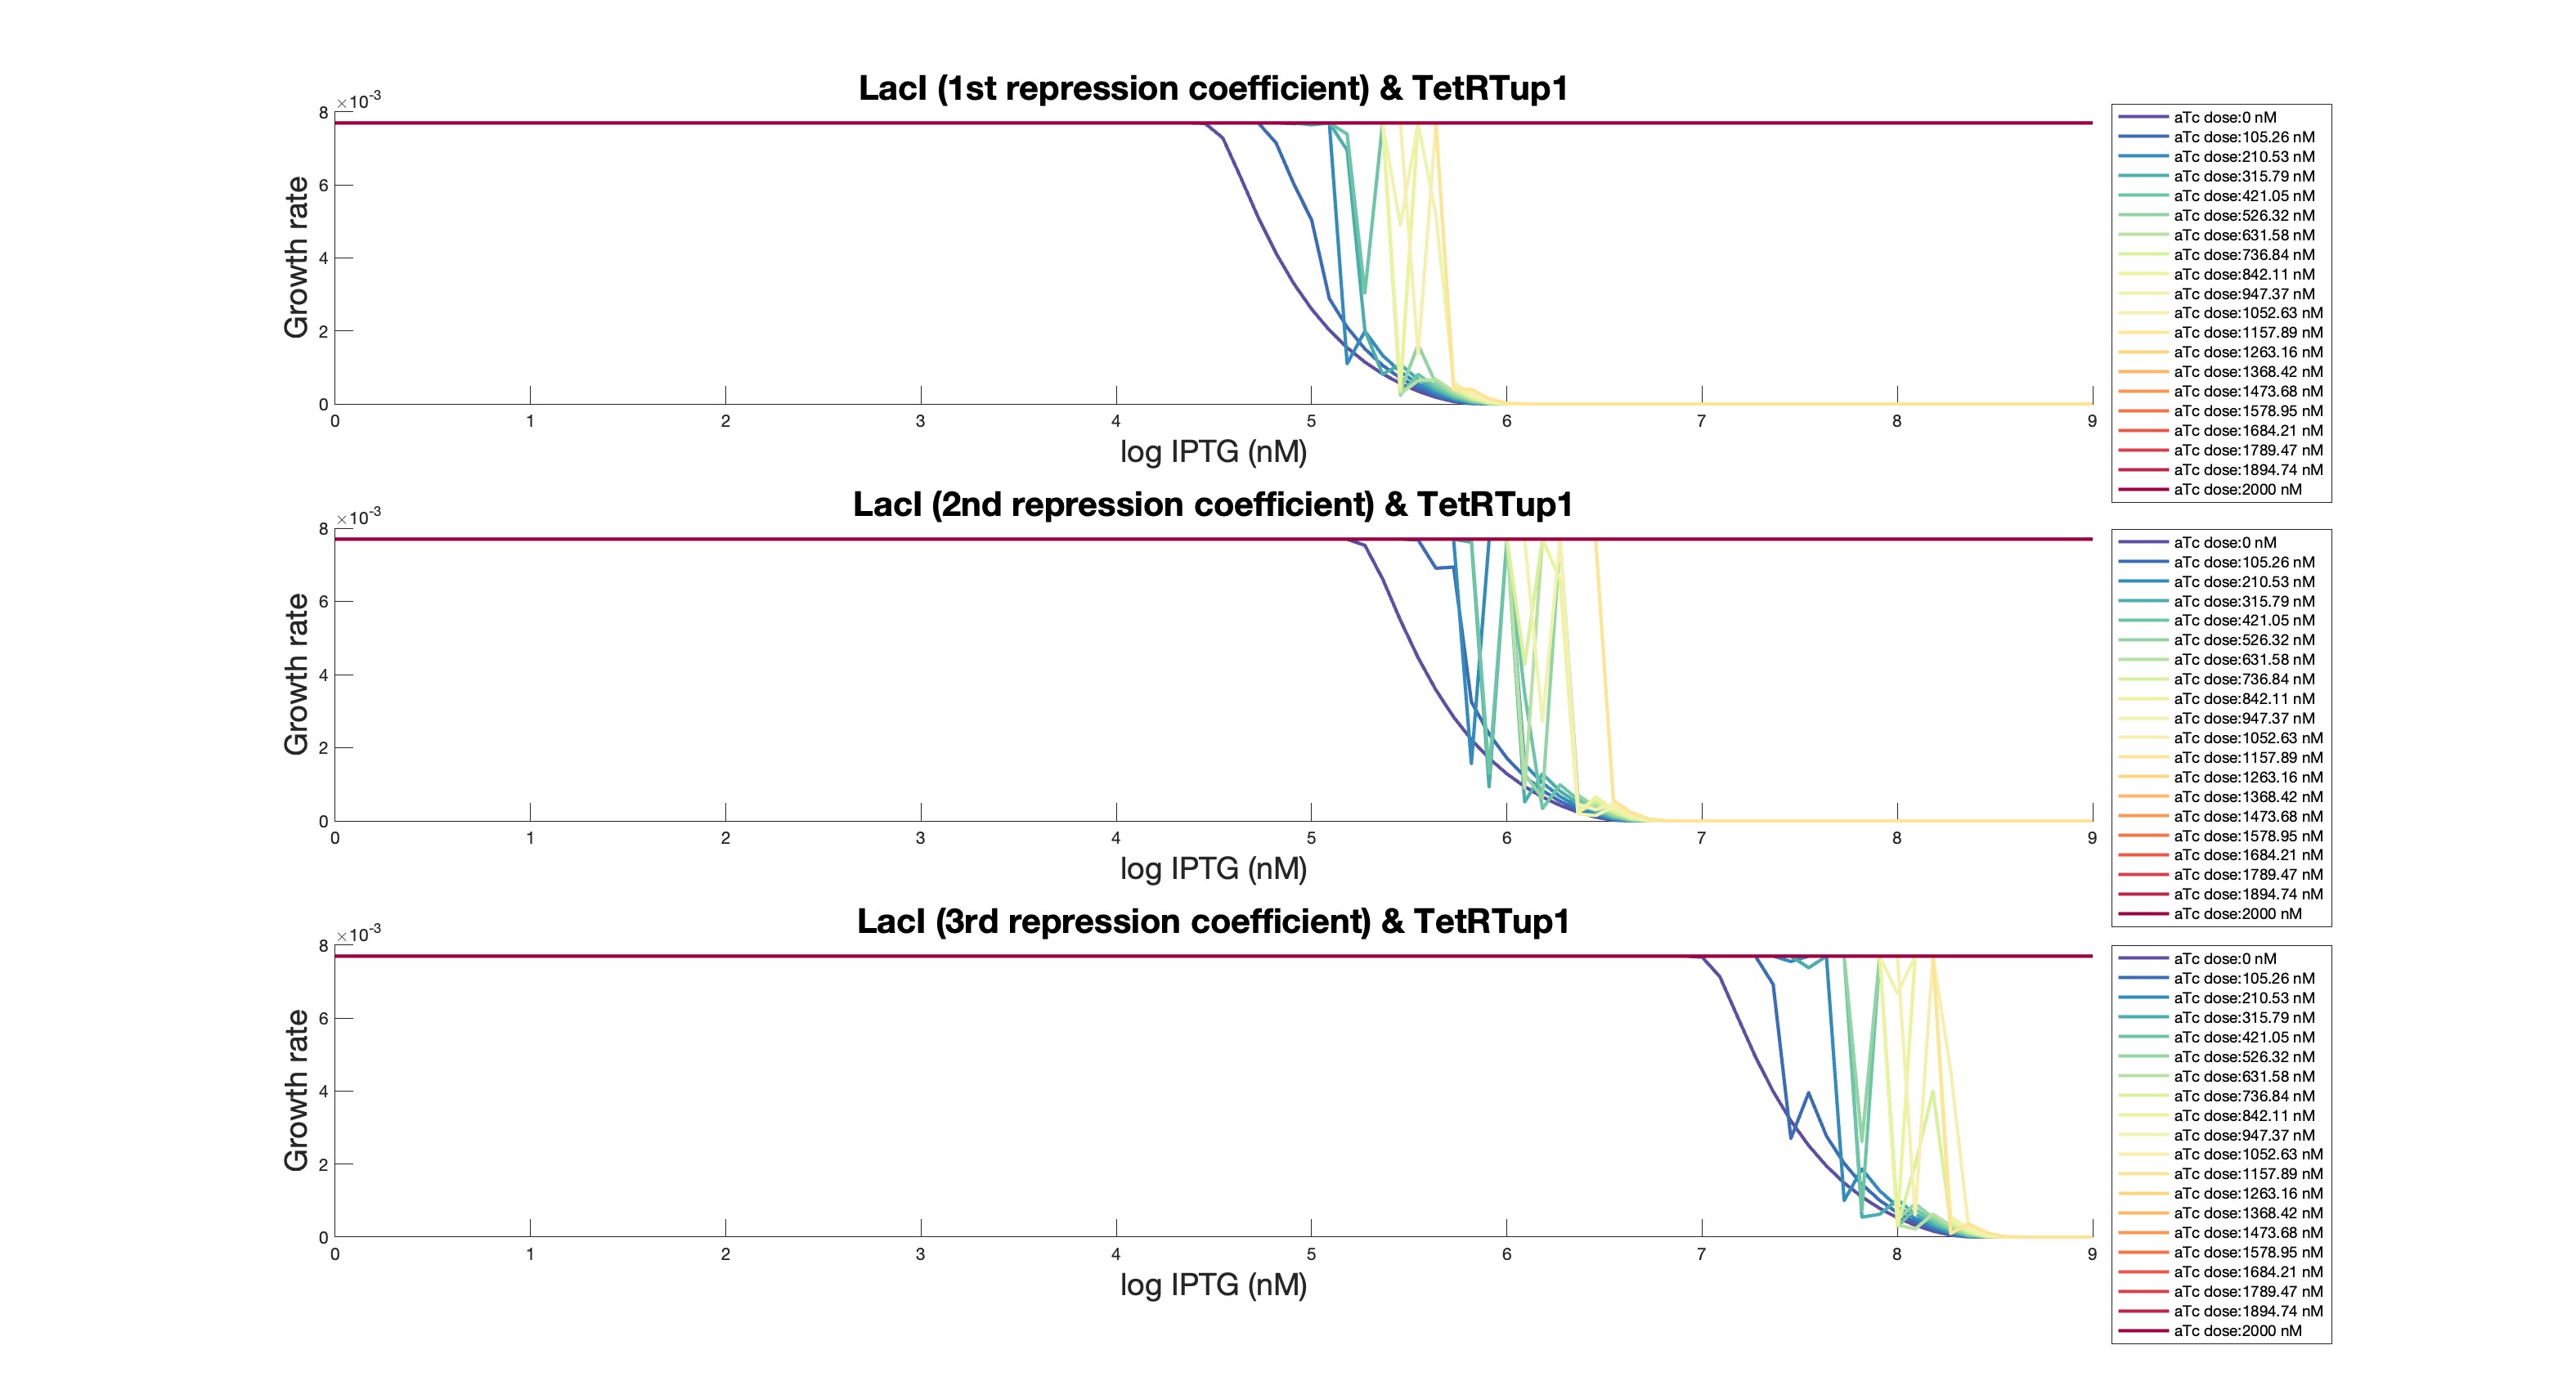 LacI (1st repression coefficient) & TetRTup1
×10-3
8
6
4
2
0
Growth rate
0 1 2 3 4 5 6 7 8 9
log IPTG (nM)
aTc dose:0 nM
aTc dose:105.26 nM
aTc dose:210.53 nM
aTc dose:315.79 nM
aTc dose:421.05 nM
aTc dose:526.32 nM
aTc dose:631.58 nM
aTc dose:736.84 nM
aTc dose:842.11 nM
aTc dose:947.37 nM
aTc dose:1052.63 nM
aTc dose:1157.89 nM
aTc dose:1263.16 nM
aTc dose:1368.42 nM
aTc dose:1473.68 nM
aTc dose:1578.95 nM
aTc dose:1684.21 nM
aTc dose:1789.47 nM
aTc dose:1894.74 nM
aTc dose:2000 nM
LacI (2nd repression coefficient) & TetRTup1
×10-3
8
6
4
2
0
Growth rate
0 1 2 3 4 5 6 7 8 9
log IPTG (nM)
aTc dose:0 nM
aTc dose:105.26 nM
aTc dose:210.53 nM
aTc dose:315.79 nM
aTc dose:421.05 nM
aTc dose:526.32 nM
aTc dose:631.58 nM
aTc dose:736.84 nM
aTc dose:842.11 nM
aTc dose:947.37 nM
aTc dose:1052.63 nM
aTc dose:1157.89 nM
aTc dose:1263.16 nM
aTc dose:1368.42 nM
aTc dose:1473.68 nM
aTc dose:1578.95 nM
aTc dose:1684.21 nM
aTc dose:1789.47 nM
aTc dose:1894.74 nM
aTc dose:2000 nM
LacI (3rd repression coefficient) & TetRTup1
×10-3
8
6
4
2
0
Growth rate
0 1 2 3 4 5 6 7 8 9
log IPTG (nM)
aTc dose:0 nM
aTc dose:105.26 nM
aTc dose:210.53 nM
aTc dose:315.79 nM
aTc dose:421.05 nM
aTc dose:526.32 nM
aTc dose:631.58 nM
aTc dose:736.84 nM
aTc dose:842.11 nM
aTc dose:947.37 nM
aTc dose:1052.63 nM
aTc dose:1157.89 nM
aTc dose:1263.16 nM
aTc dose:1368.42 nM
aTc dose:1473.68 nM
aTc dose:1578.95 nM
aTc dose:1684.21 nM
aTc dose:1789.47 nM
aTc dose:1894.74 nM
aTc dose:2000 nM